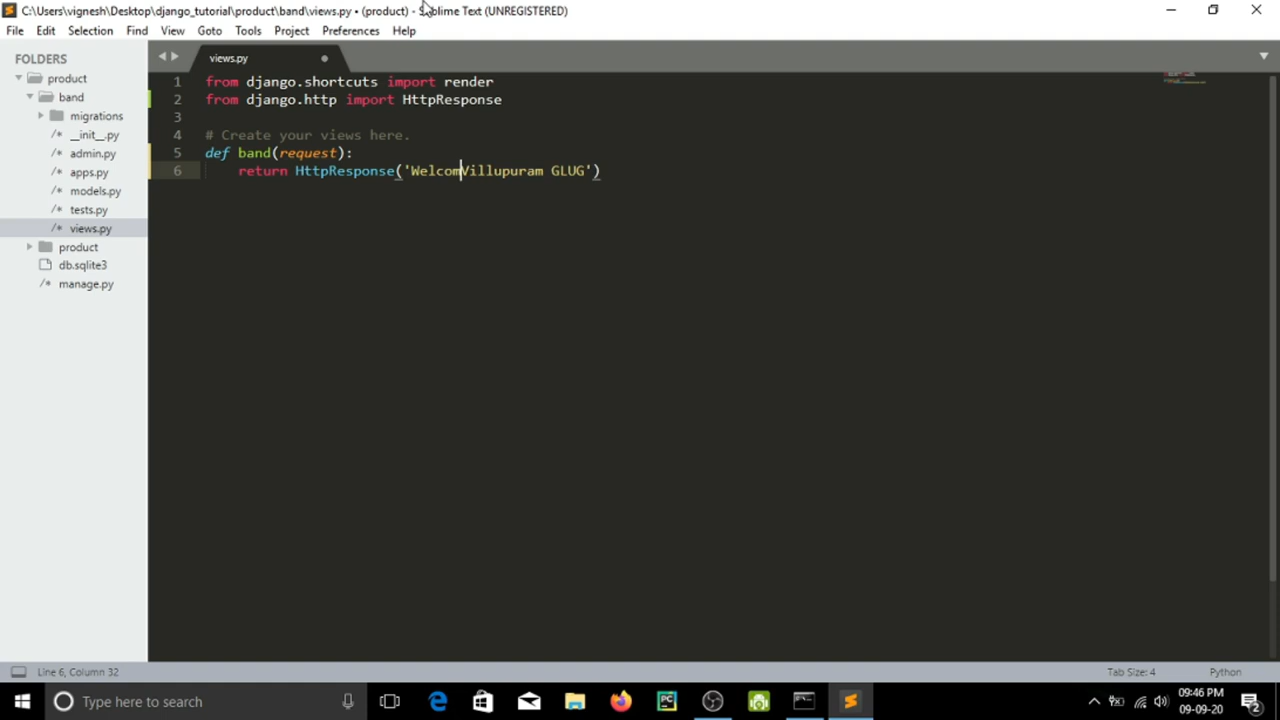 C:\Users\vignesh\Desktop\django_tutorial\product\band\views.py • (product) - Sublime Text (UNREGISTERED)
File Edit Selection Find View Goto Tools Project Preferences Help
FOLDERS
product
band
migrations
/* __init__.py
/* admin.py
/* apps.py
/* models.py
/* tests.py
/* views.py
product
db.sqlite3
/* manage.py
views.py
1 from django.shortcuts import render
2 from django.http import HttpResponse
3
4 # Create your views here.
5 def band(request):
6 return HttpResponse('WelcomVillupuram GLUG')
Line 6, Column 32
Tab Size: 4
Python
Type here to search
PC
09:46 PM
09-09-20
2